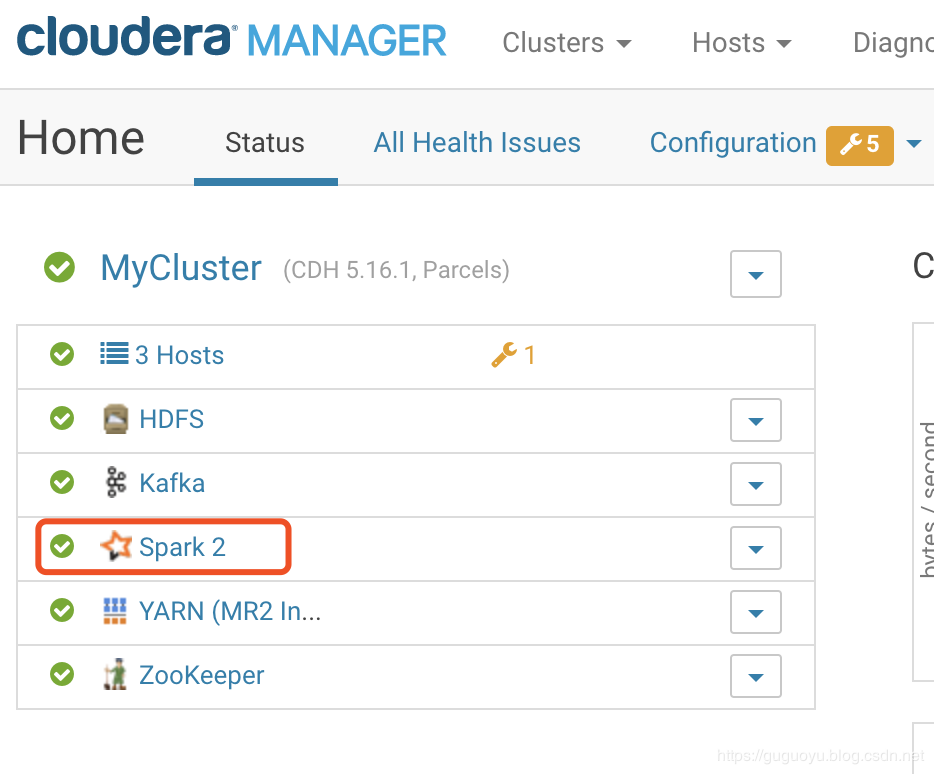 cloudera MANAGER Clusters Hosts Diagno
Home Status All Health Issues Configuration 5
MyCluster (CDH 5.16.1, Parcels)
C
3 Hosts 1
HDFS
Kafka
Spark 2
YARN (MR2 In...
ZooKeeper
bytes / second
https://guguoyu.blog.csdn.net